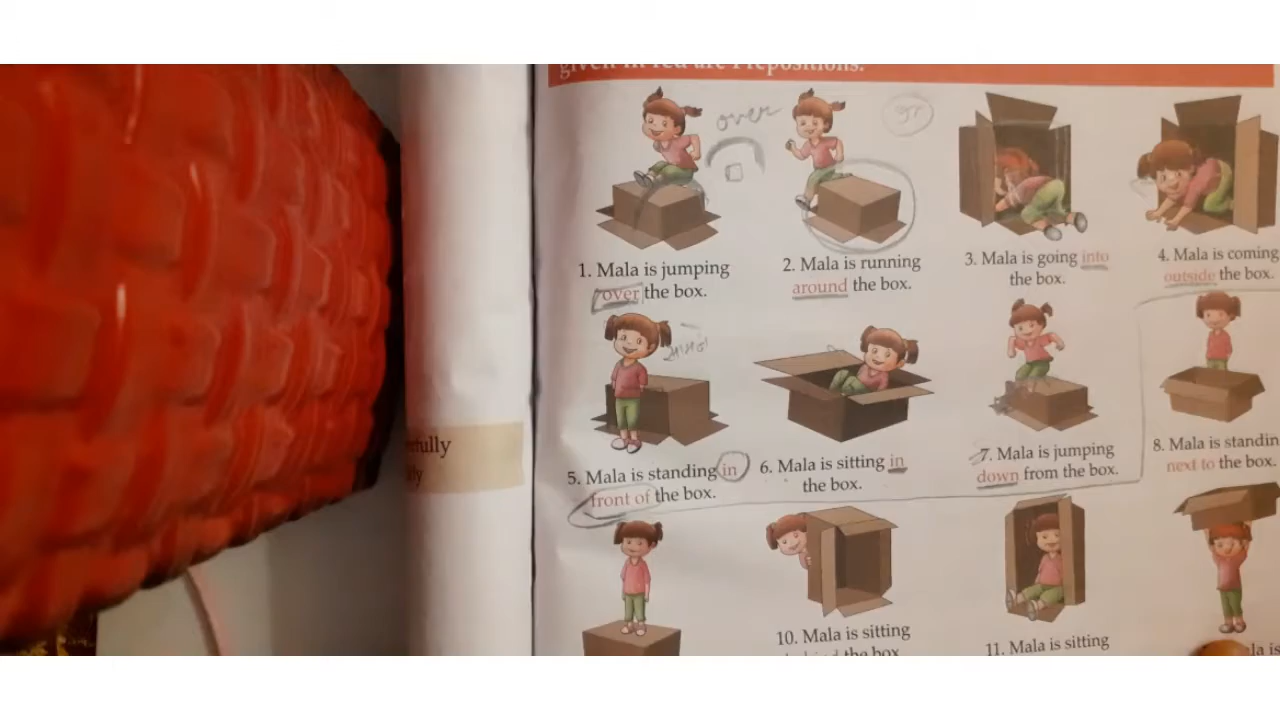 given in red are Prepositions.
over
1. Mala is jumping
over the box.
2. Mala is running
around the box.
3. Mala is going into
the box.
4. Mala is coming
outside the box.
5. Mala is standing in
front of the box.
6. Mala is sitting in
the box.
7. Mala is jumping
down from the box.
8. Mala is standin
next to the box.
10. Mala is sitting
the box
11. Mala is sitting